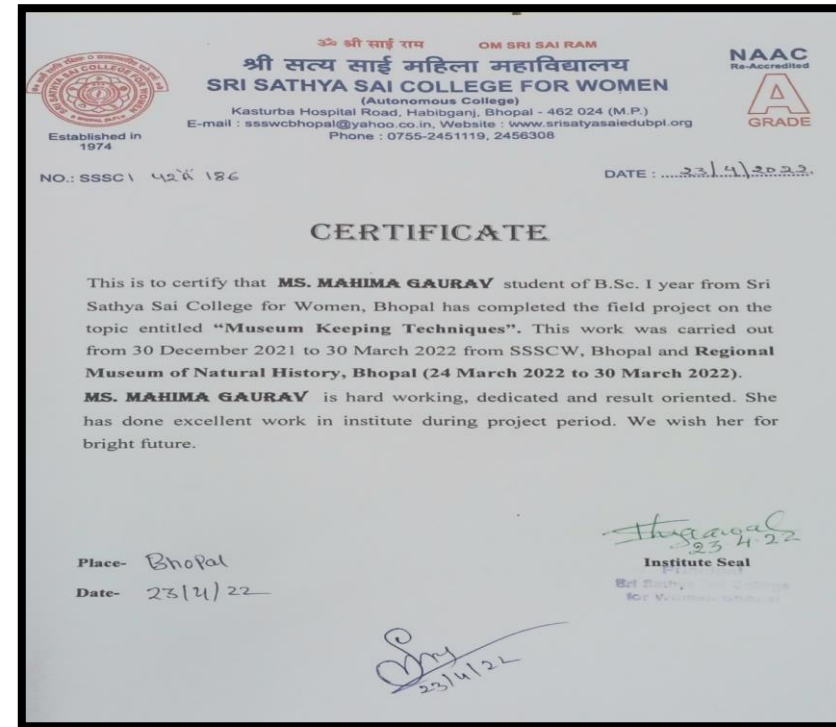 ॐ श्री साई राम OM SRI SAI RAM
श्री सत्य साई महिला महाविद्यालय
SRI SATHYA SAI COLLEGE FOR WOMEN
(Autonomous College)
Kasturba Hospital Road, Habibganj, Bhopal - 462 024 (M.P.)
E-mail : ssswcbhopal@yahoo.co.in, Website : www.srisatyasaiedubpl.org
Phone : 0755-2451119, 2456308
Established in
1974
NAAC
Re-Accredited
A
GRADE
NO.: SSSC\ 186
DATE : 23/4/2022.
CERTIFICATE
This is to certify that MS. MAHIMA GAURAV student of B.Sc. I year from Sri
Sathya Sai College for Women, Bhopal has completed the field project on the
topic entitled “Museum Keeping Techniques”. This work was carried out
from 30 December 2021 to 30 March 2022 from SSSCW, Bhopal and Regional
Museum of Natural History, Bhopal (24 March 2022 to 30 March 2022).
MS. MAHIMA GAURAV is hard working, dedicated and result oriented. She
has done excellent work in institute during project period. We wish her for
bright future.
23 4.22
Place- Bhopal
Institute Seal
Date- 23/4/22
23/4/22